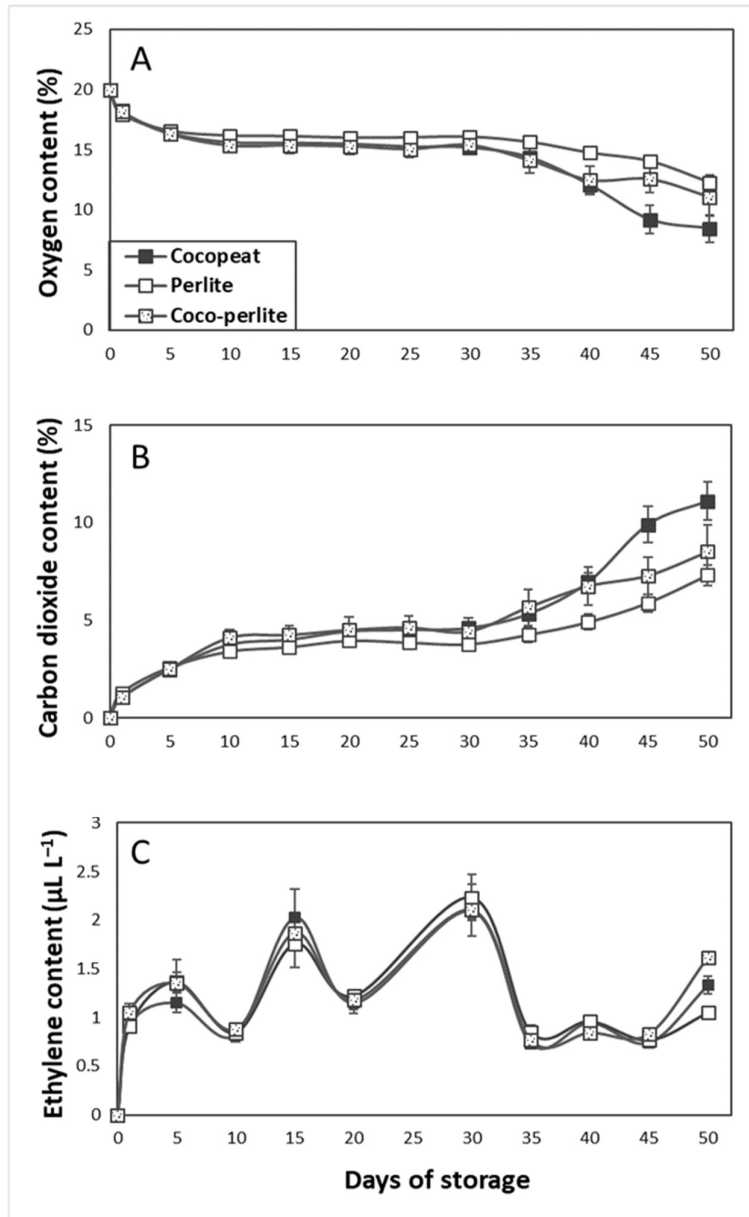 25
A
20
15
10
5
0
Oxygen content (%)
Cocopeat
Perlite
Coco-perlite
0 5 10 15 20 25 30 35 40 45 50
15
B
10
5
0
Carbon dioxide content (%)
0 5 10 15 20 25 30 35 40 45 50
3
C
2.5
2
1.5
1
0.5
0
Ethylene content (µL L⁻¹)
0 5 10 15 20 25 30 35 40 45 50
Days of storage